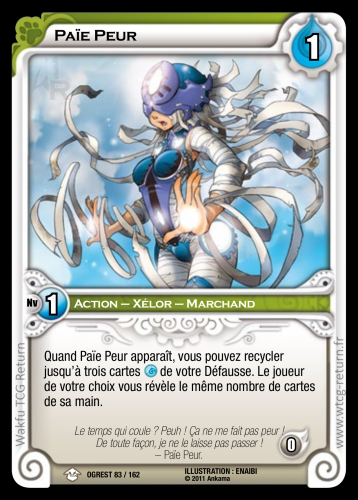 Païe Peur
1
Nv 1 Action – Xélor – Marchand
Quand Païe Peur apparaît, vous pouvez recycler
jusqu'à trois cartes de votre Défausse. Le joueur
de votre choix vous révèle le même nombre de cartes
de sa main.
Le temps qui coule ? Peuh ! Ça ne me fait pas peur !
De toute façon, je ne le laisse pas passer !
– Païe Peur.
0
OGREST 83 / 162
ILLUSTRATION : ENAIBI
© 2011 Ankama
Wakfu TCG Return
www.wtcg-return.fr